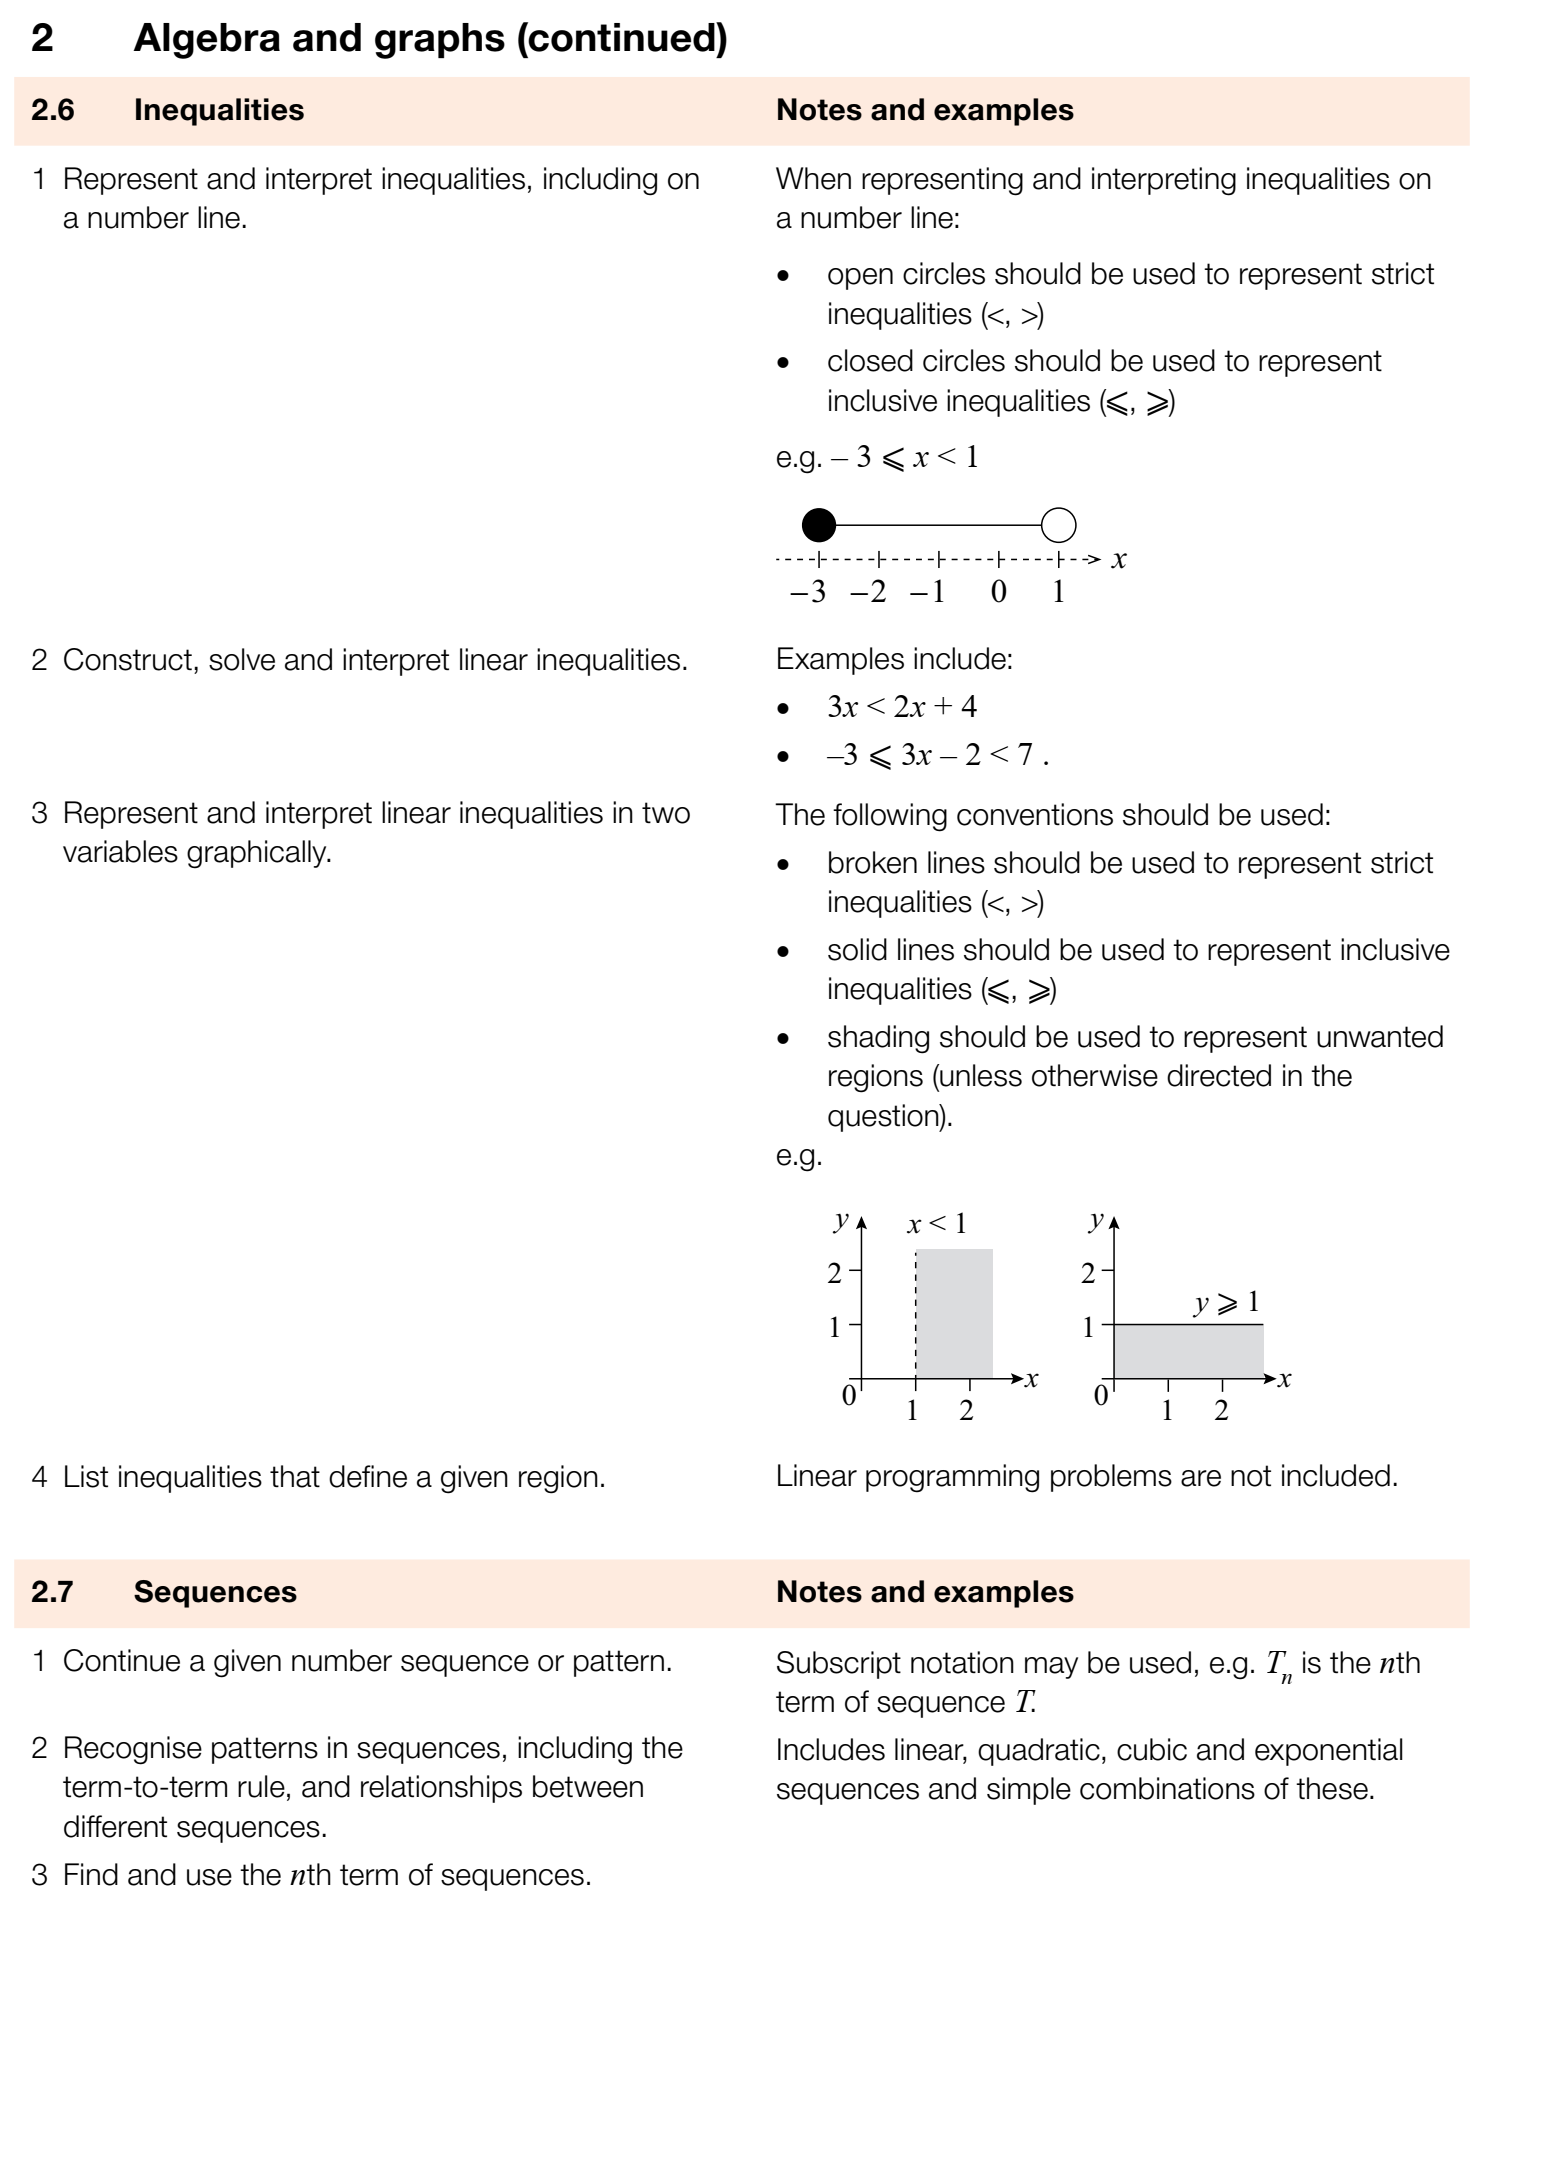 2 Algebra and graphs (continued)
2.6 Inequalities
Notes and examples
1 Represent and interpret inequalities, including on
a number line.
When representing and interpreting inequalities on
a number line:
• open circles should be used to represent strict
inequalities (<, >)
• closed circles should be used to represent
inclusive inequalities (⩽, ⩾)
e.g. – 3 ⩽ x < 1
x
–3 –2 –1 0 1
2 Construct, solve and interpret linear inequalities.
Examples include:
• 3x < 2x + 4
• –3 ⩽ 3x – 2 < 7 .
3 Represent and interpret linear inequalities in two
variables graphically.
The following conventions should be used:
• broken lines should be used to represent strict
inequalities (<, >)
• solid lines should be used to represent inclusive
inequalities (⩽, ⩾)
• shading should be used to represent unwanted
regions (unless otherwise directed in the
question).
e.g.
y x < 1
2
1
0 x
1 2
y
2
y ⩾ 1
1
0 x
1 2
4 List inequalities that define a given region.
Linear programming problems are not included.
2.7 Sequences
Notes and examples
1 Continue a given number sequence or pattern.
Subscript notation may be used, e.g. Tₙ is the nth
term of sequence T.
2 Recognise patterns in sequences, including the
term-to-term rule, and relationships between
different sequences.
Includes linear, quadratic, cubic and exponential
sequences and simple combinations of these.
3 Find and use the nth term of sequences.